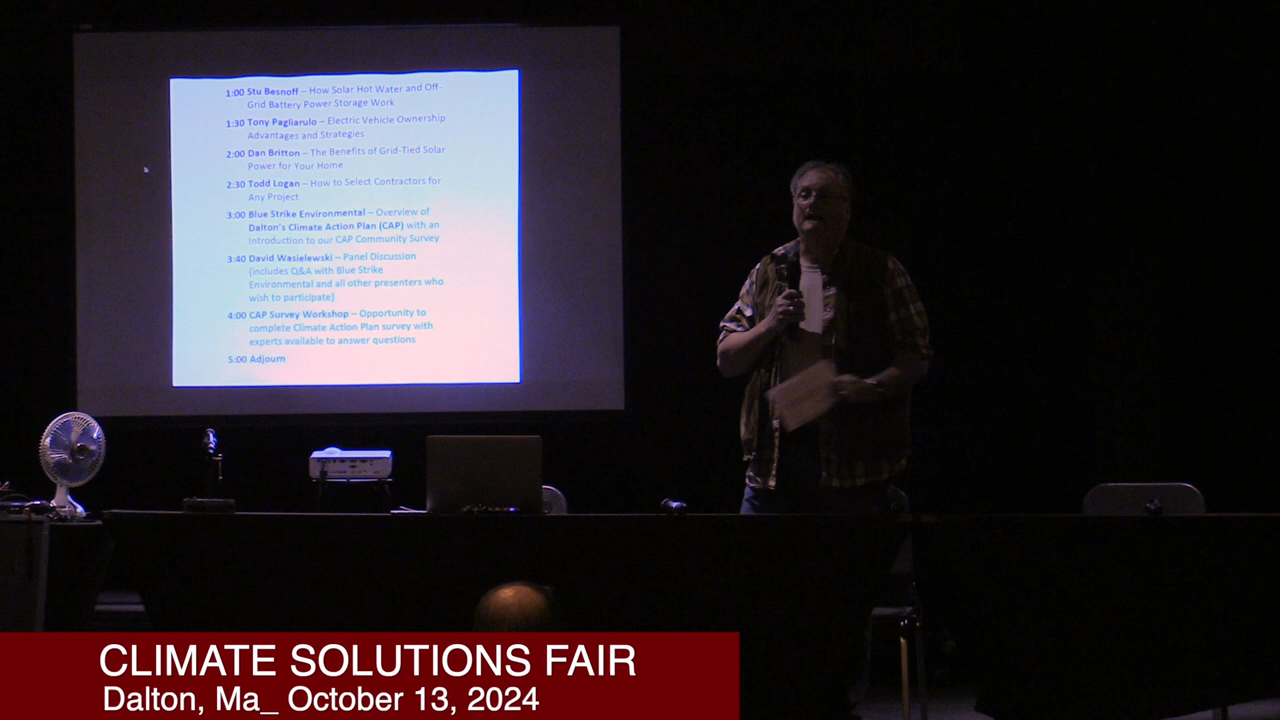 1:00 Stu Besnoff – How Solar Hot Water and Off-
Grid Battery Power Storage Work
1:30 Tony Pagliarulo – Electric Vehicle Ownership
Advantages and Strategies
2:00 Dan Britton – The Benefits of Grid-Tied Solar
Power for Your Home
2:30 Todd Logan – How to Select Contractors for
Any Project
3:00 Blue Strike Environmental – Overview of
Dalton's Climate Action Plan (CAP) with an
Introduction to our CAP Community Survey
3:40 David Wasielewski – Panel Discussion
(includes Q&A with Blue Strike
Environmental and all other presenters who
wish to participate)
4:00 CAP Survey Workshop – Opportunity to
complete Climate Action Plan survey with
experts available to answer questions
5:00 Adjourn
CLIMATE SOLUTIONS FAIR
Dalton, Ma_ October 13, 2024